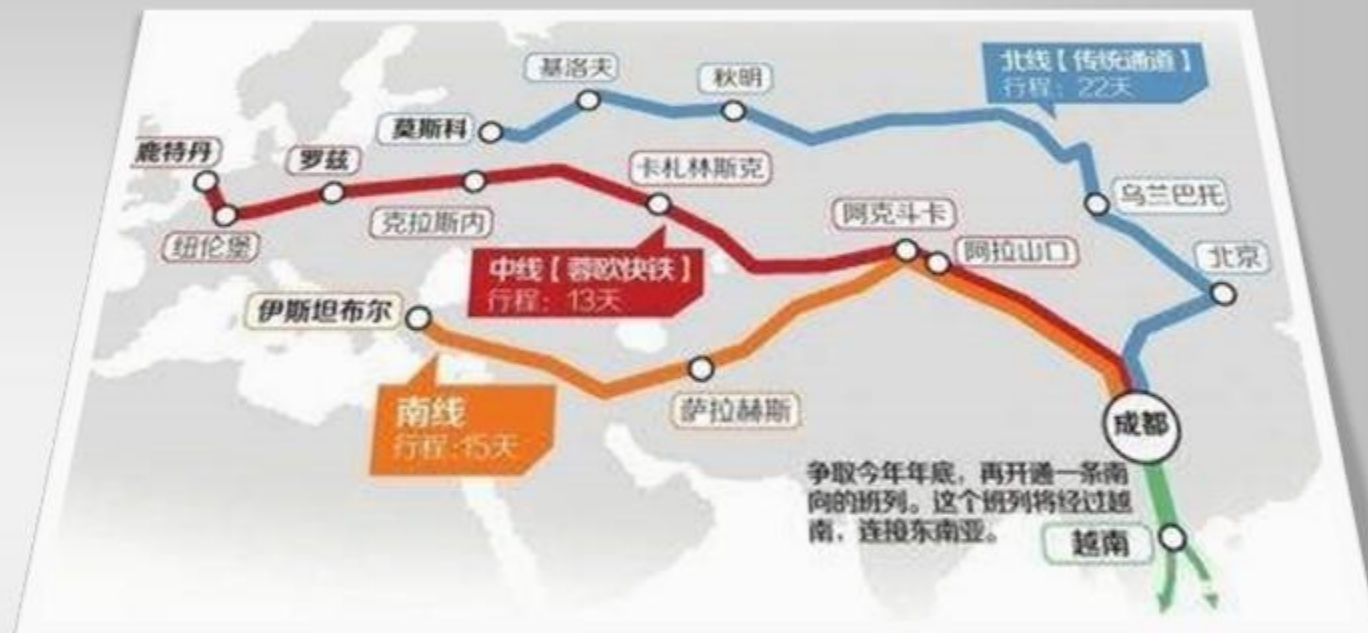 基洛夫
秋明
北线【传统通道】
行程：22天
莫斯科
鹿特丹
罗兹
卡札林斯克
乌兰巴托
克拉斯内
阿克斗卡
纽伦堡
阿拉山口
北京
中线【蓉欧快铁】
行程：13天
伊斯坦布尔
南线
行程:15天
萨拉赫斯
成都
争取今年年底，再开通一条南
向的班列。这个班列将经过越
南，连接东南亚。
越南